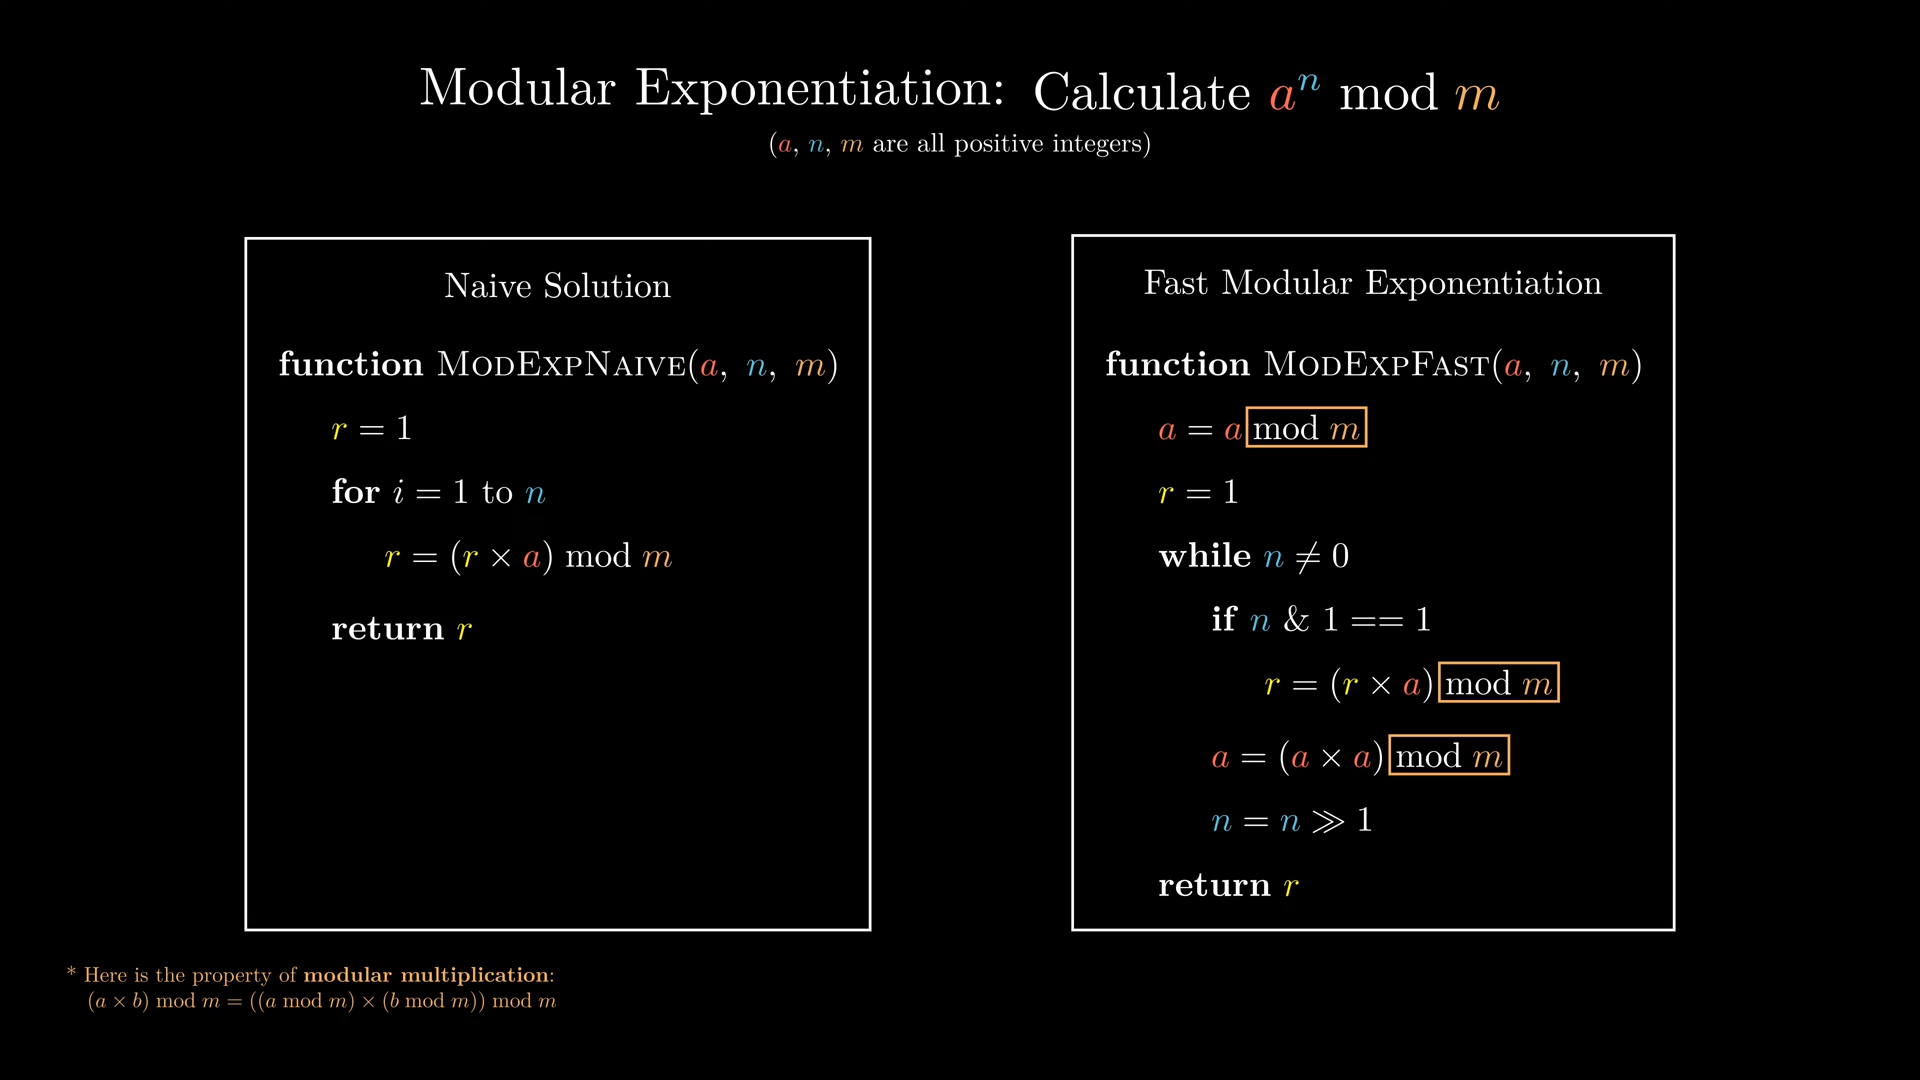 Modular Exponentiation: Calculate aⁿ mod m
(a, n, m are all positive integers)
Naive Solution
function ModExpNaive(a, n, m)
r = 1
for i = 1 to n
r = (r × a) mod m
return r
Fast Modular Exponentiation
function ModExpFast(a, n, m)
a = a mod m
r = 1
while n ≠ 0
if n & 1 == 1
r = (r × a) mod m
a = (a × a) mod m
n = n ≫ 1
return r
* Here is the property of modular multiplication:
(a × b) mod m = ((a mod m) × (b mod m)) mod m